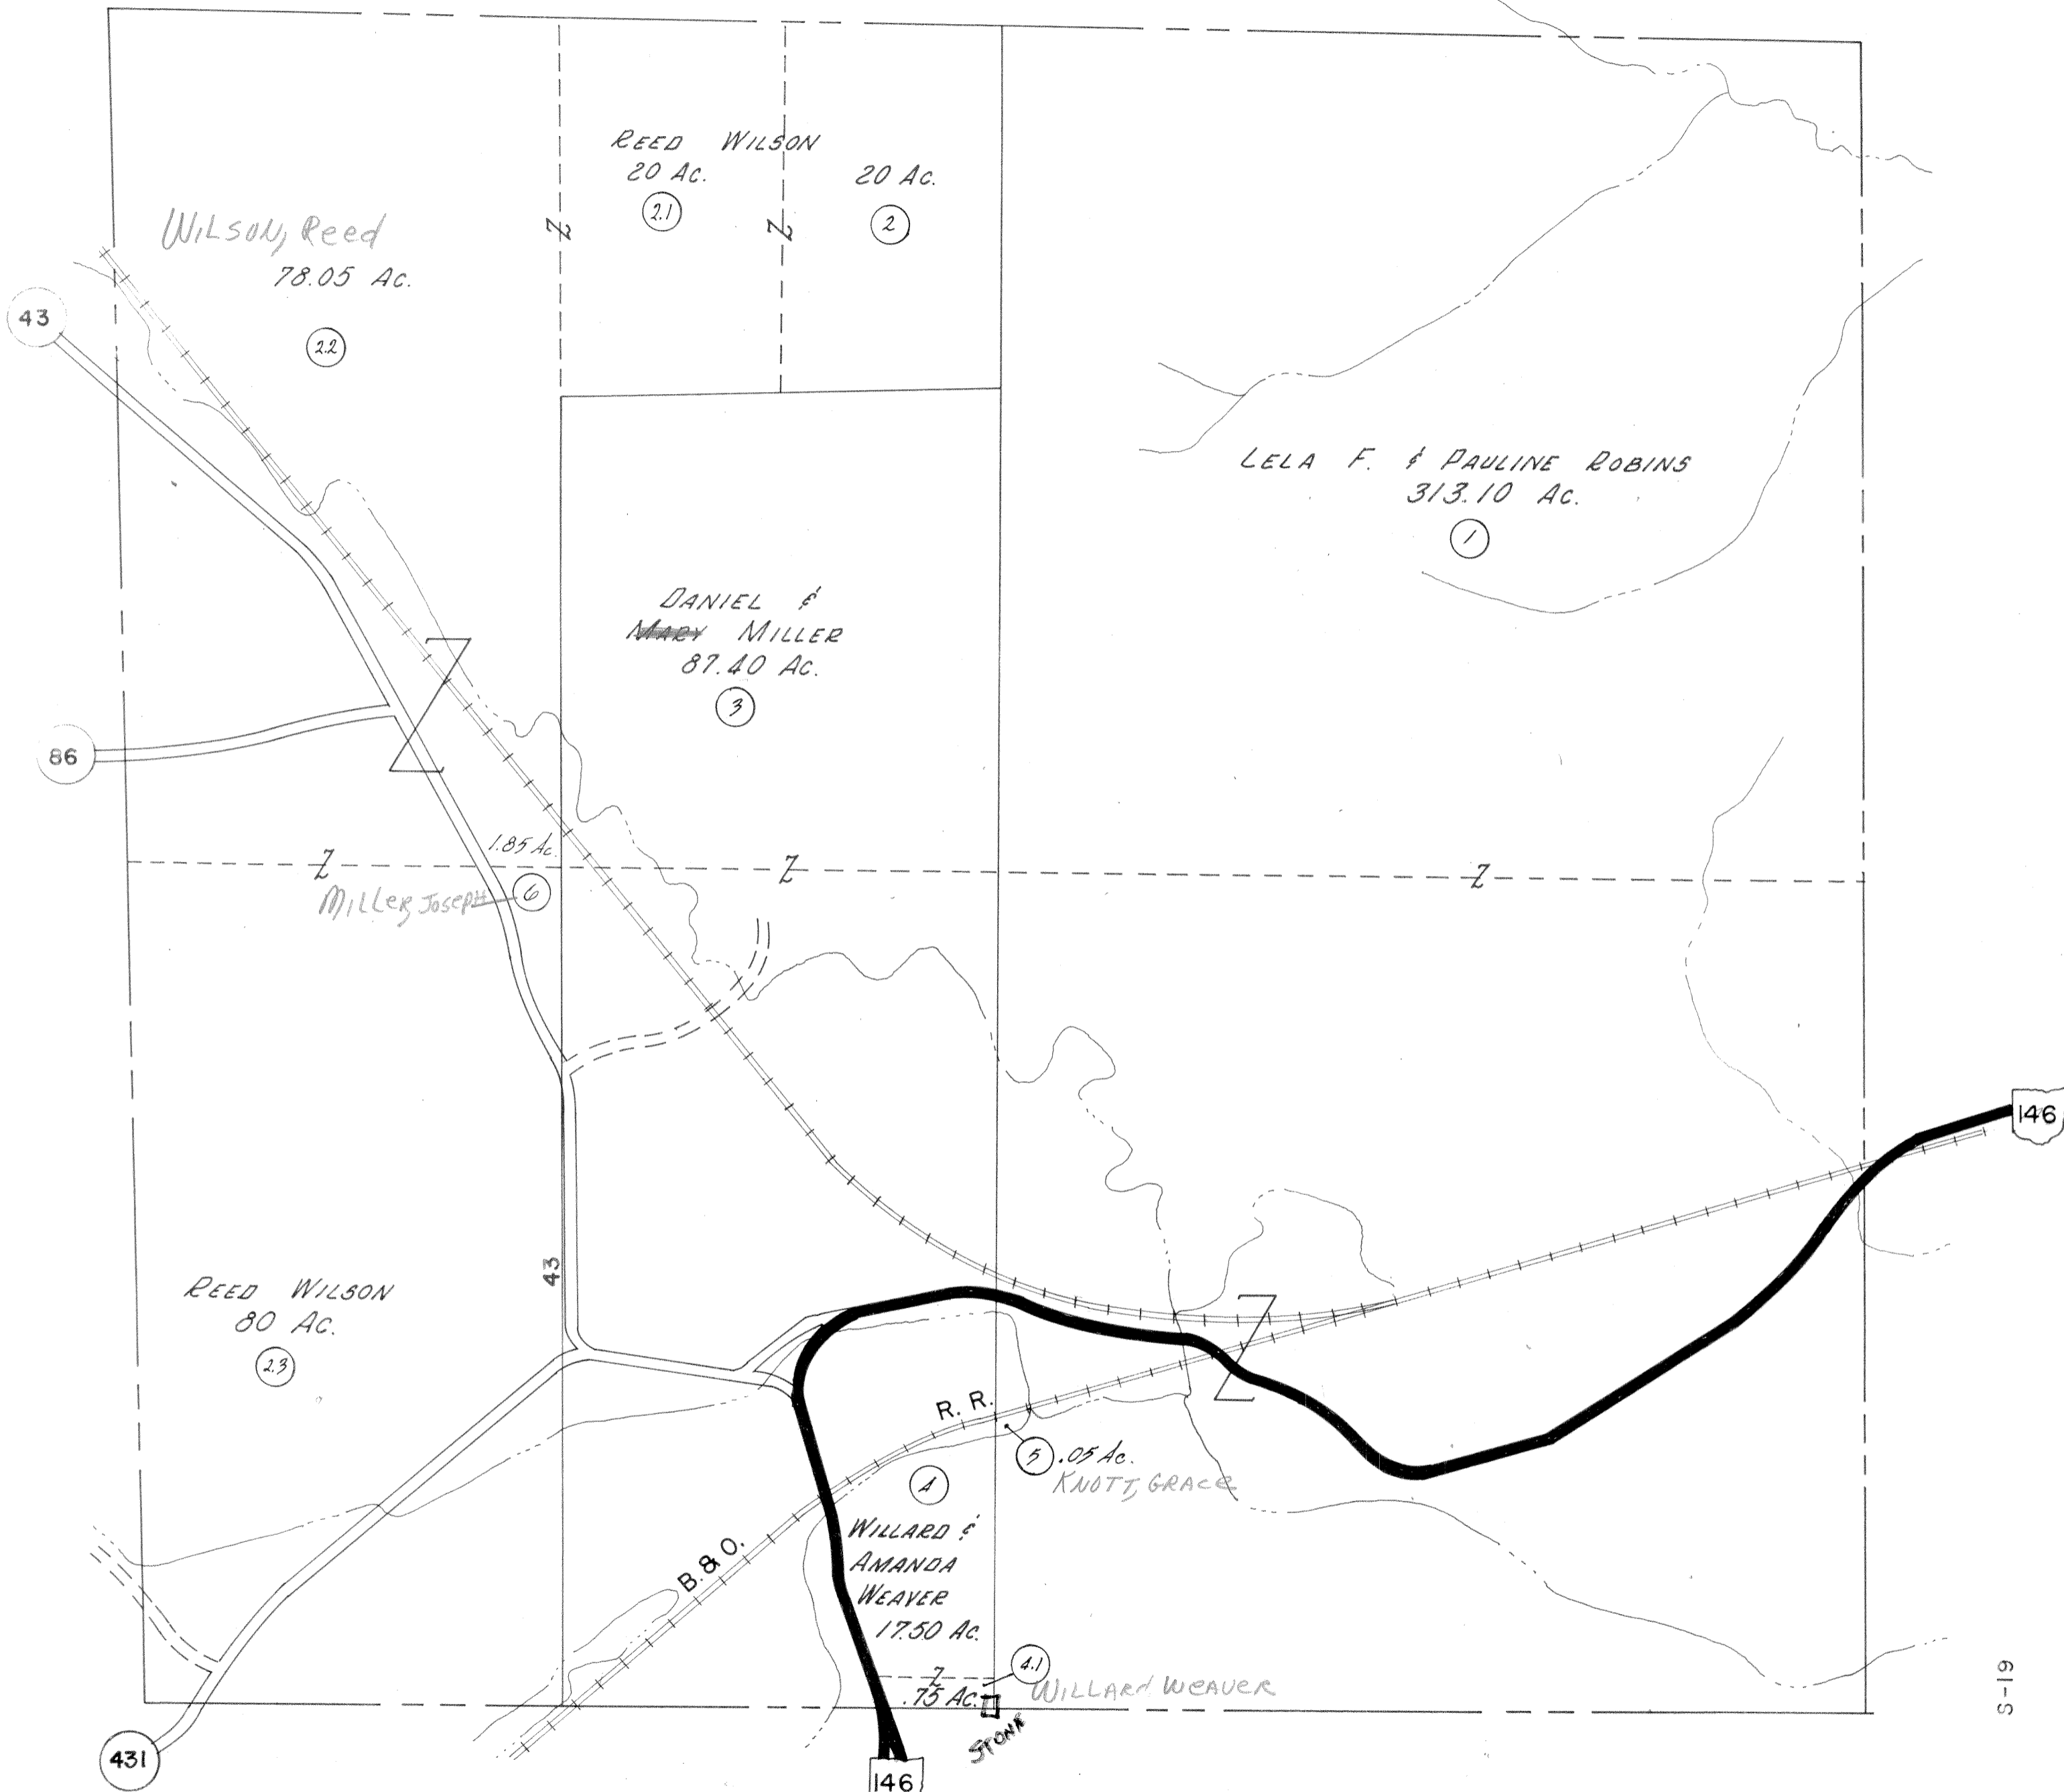 REED WILSON
20 AC.
2.1
20 AC.
2
Z
Z
WILSON, Reed
78.05 AC.
2.2
43
LELA F. & PAULINE ROBINS
313.10 AC.
1
DANIEL &
MARY MILLER
87.40 AC.
3
86
Z
1.85 Ac.
6
MILLER, JOSEPH
Z
Z
Z
146
43
REED WILSON
80 AC.
2.3
Z
R. R.
5 .05 Ac.
KNOTT, GRACE
4
WILLARD &
AMANDA
WEAVER
17.50 AC.
B. & O.
4.1
Z
.75 AC.
WILLARD WEAVER
STONE
431
146
S-19